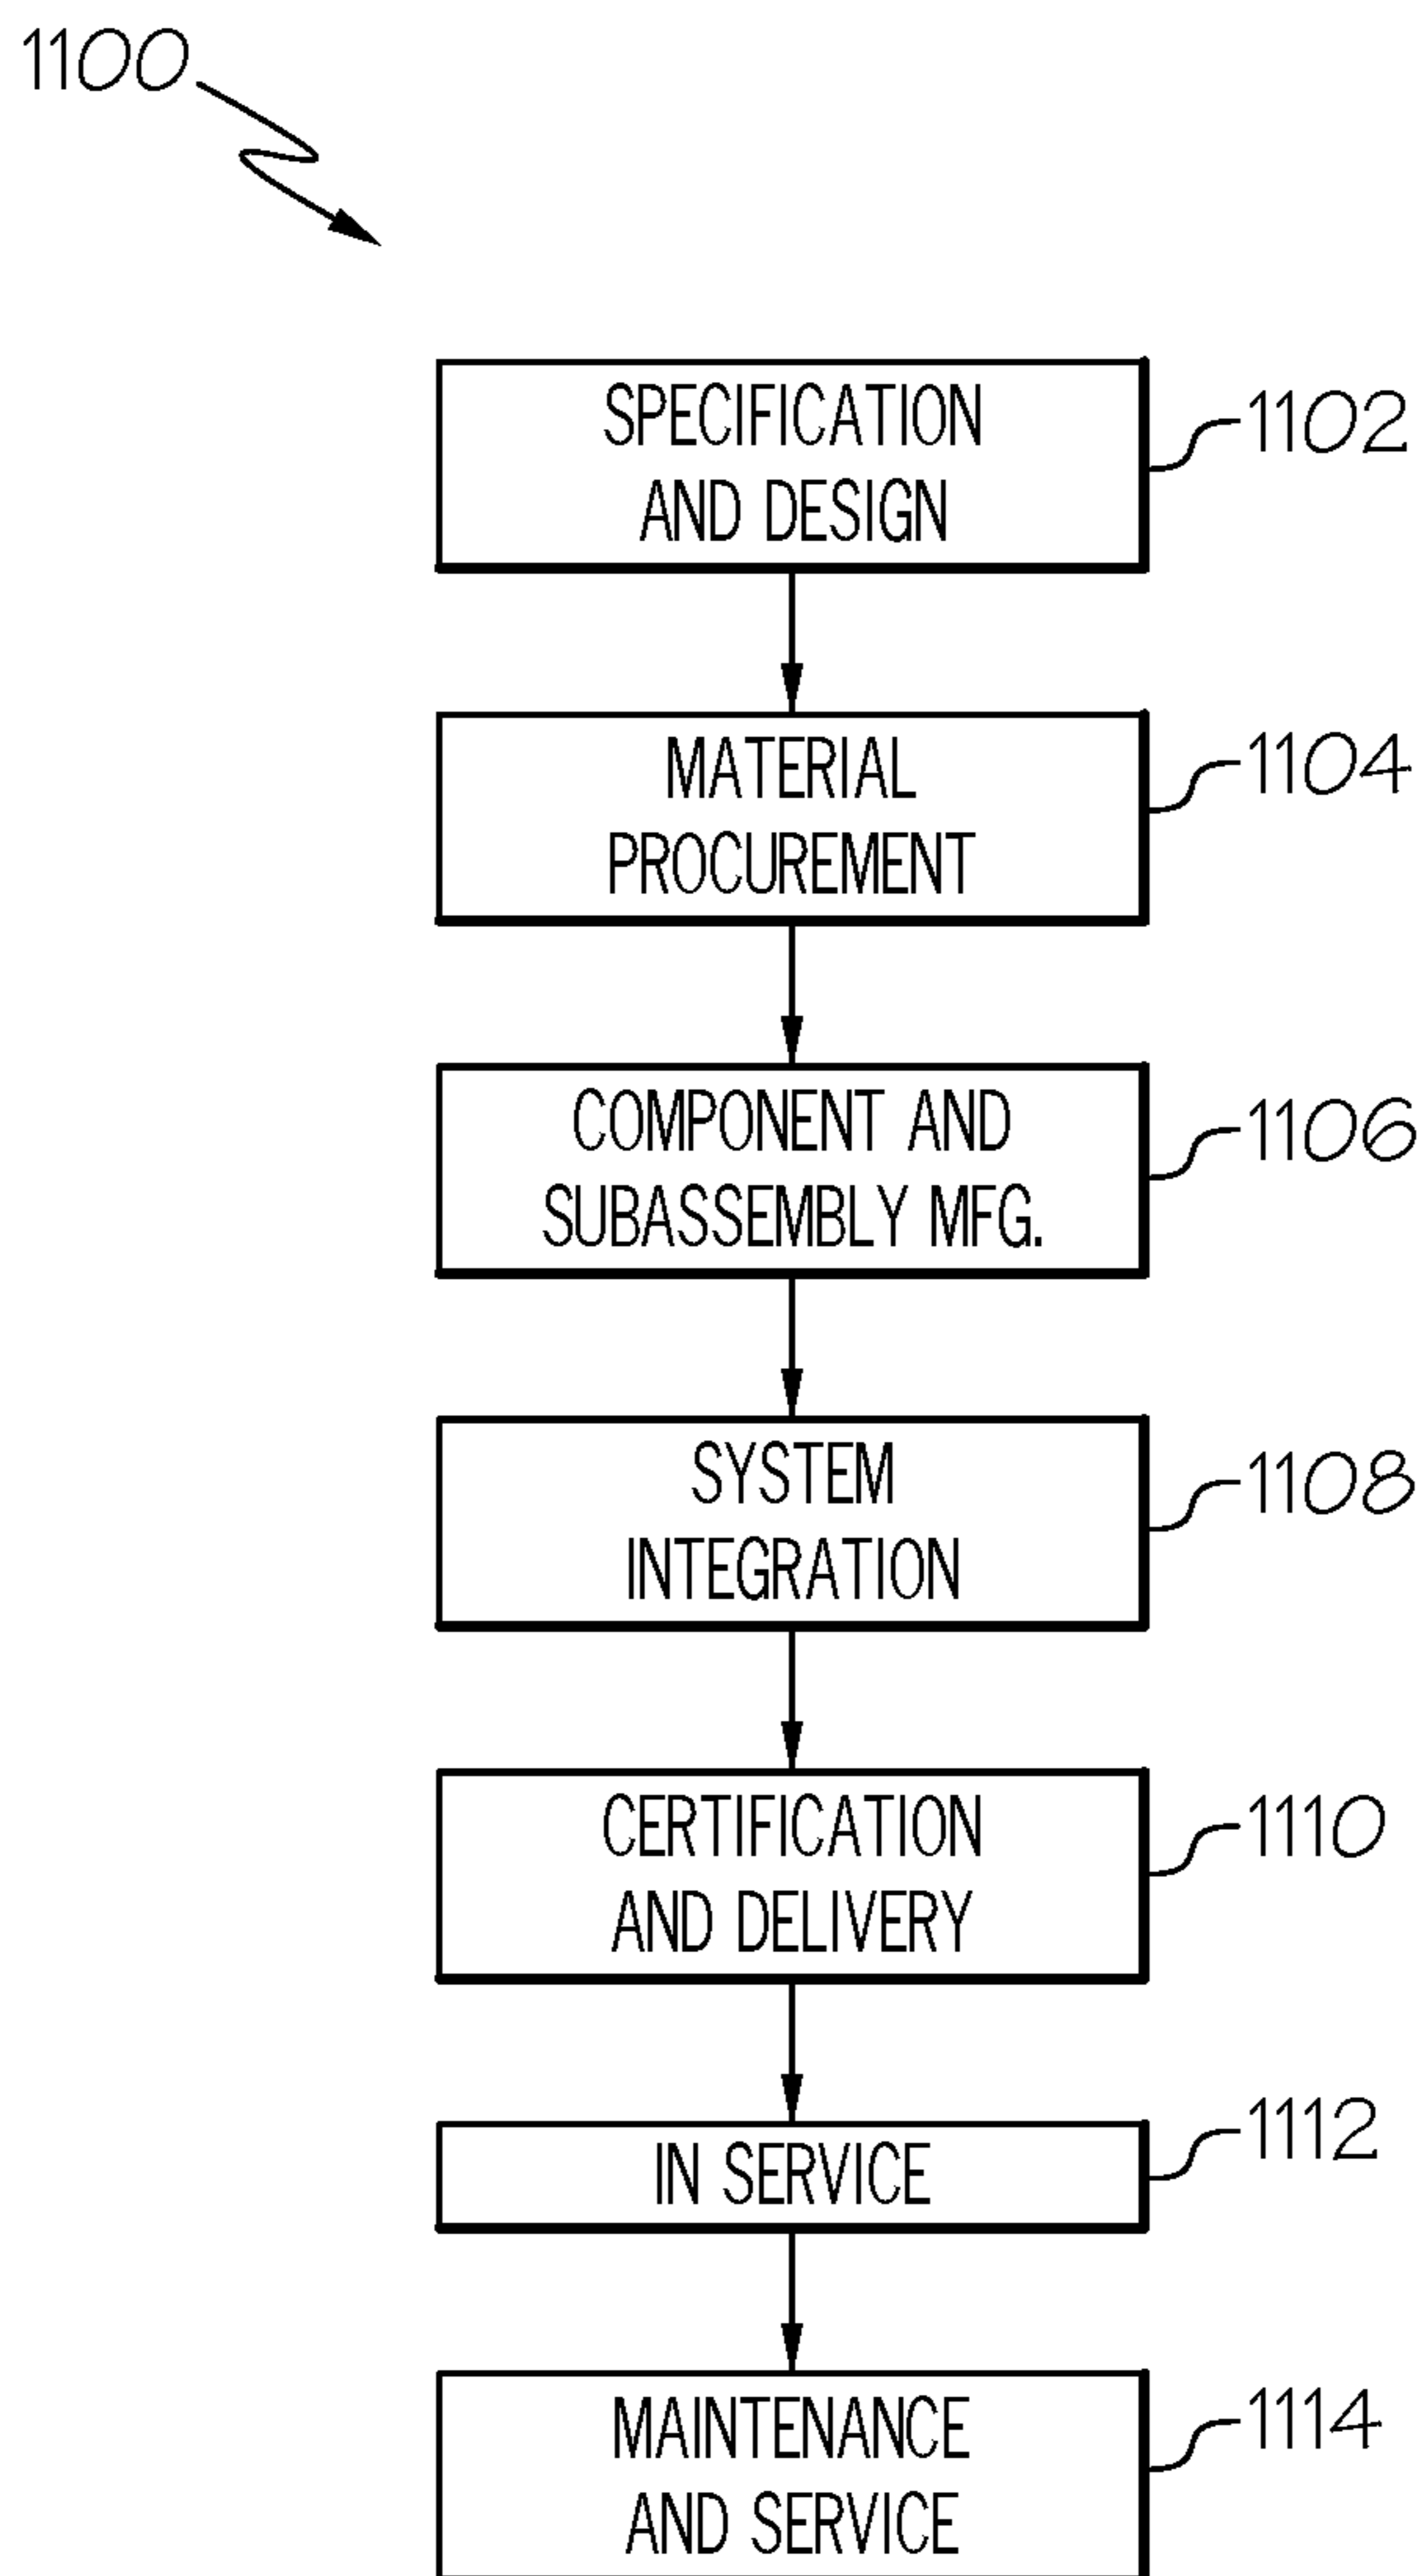 1100
SPECIFICATION
AND DESIGN
1102
MATERIAL
PROCUREMENT
1104
COMPONENT AND
SUBASSEMBLY MFG.
1106
SYSTEM
INTEGRATION
1108
CERTIFICATION
AND DELIVERY
1110
IN SERVICE
1112
MAINTENANCE
AND SERVICE
1114